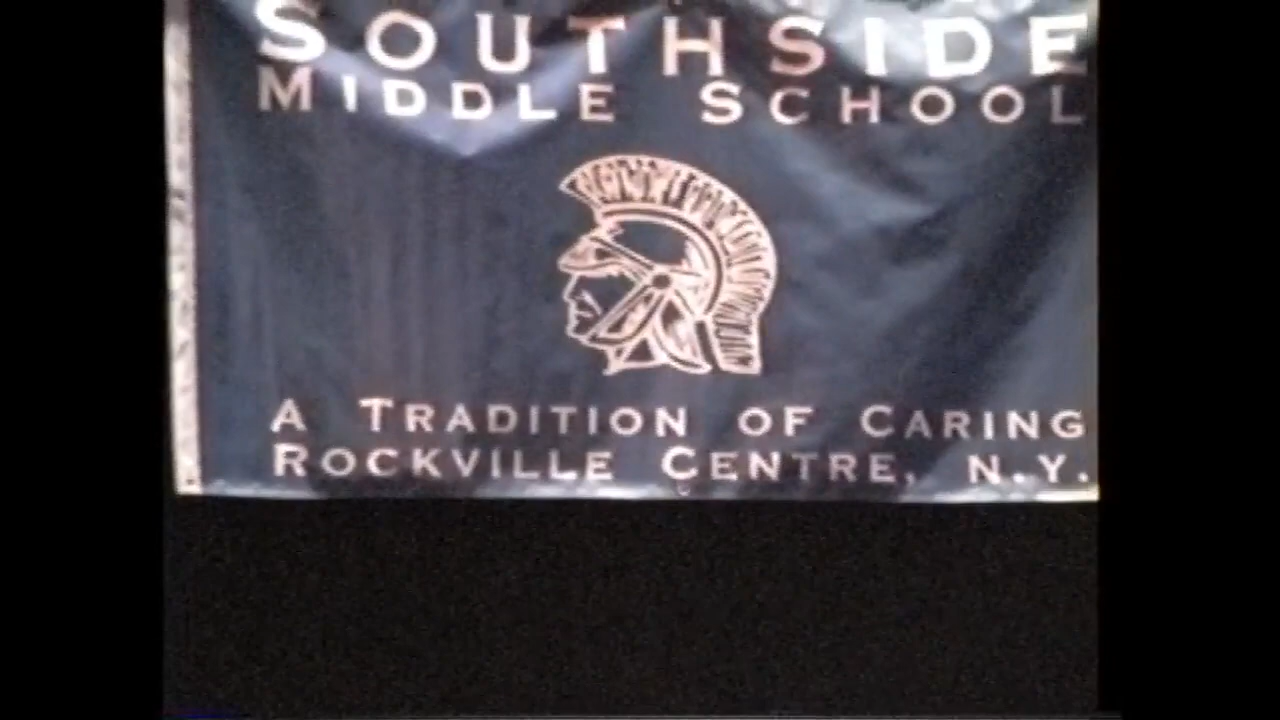 SOUTHSIDE
MIDDLE SCHOOL
A TRADITION OF CARING
ROCKVILLE CENTRE, N.Y.